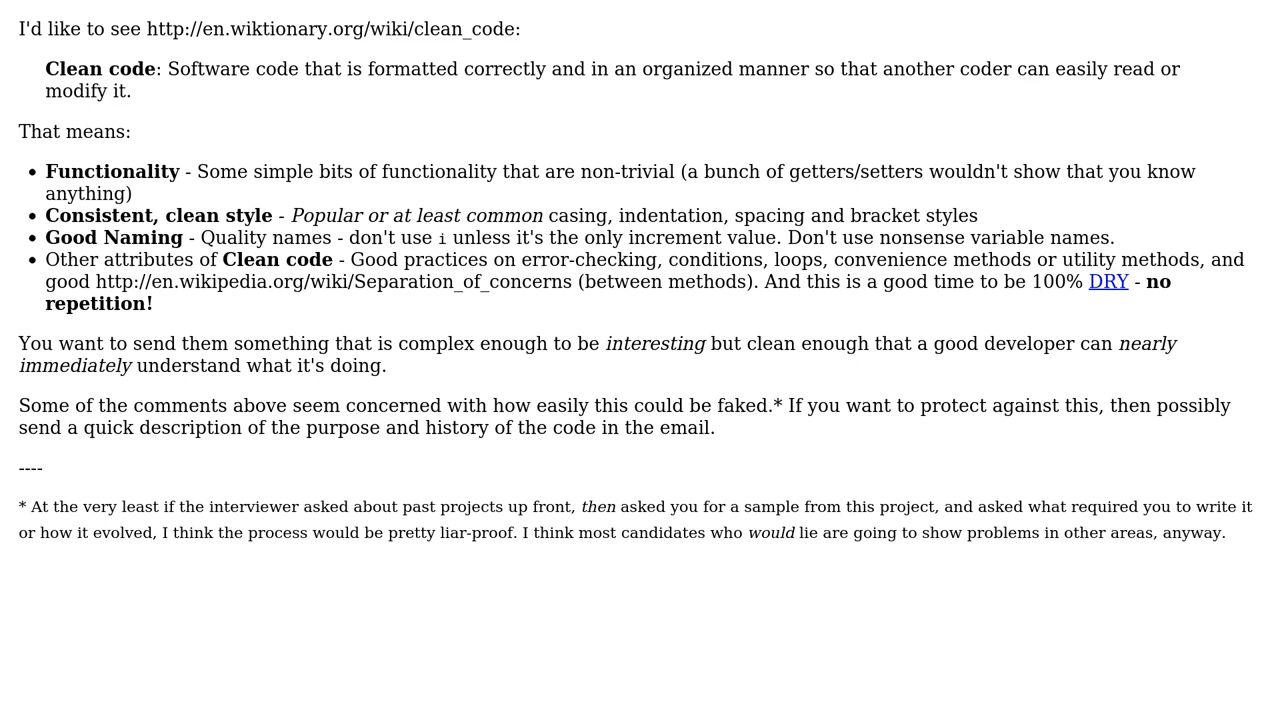 I'd like to see http://en.wiktionary.org/wiki/clean_code:
Clean code: Software code that is formatted correctly and in an organized manner so that another coder can easily read or
modify it.
That means:
• Functionality - Some simple bits of functionality that are non-trivial (a bunch of getters/setters wouldn't show that you know
anything)
• Consistent, clean style - Popular or at least common casing, indentation, spacing and bracket styles
• Good Naming - Quality names - don't use i unless it's the only increment value. Don't use nonsense variable names.
• Other attributes of Clean code - Good practices on error-checking, conditions, loops, convenience methods or utility methods, and
good http://en.wikipedia.org/wiki/Separation_of_concerns (between methods). And this is a good time to be 100% DRY - no
repetition!
You want to send them something that is complex enough to be interesting but clean enough that a good developer can nearly
immediately understand what it's doing.
Some of the comments above seem concerned with how easily this could be faked.* If you want to protect against this, then possibly
send a quick description of the purpose and history of the code in the email.
----
* At the very least if the interviewer asked about past projects up front, then asked you for a sample from this project, and asked what required you to write it
or how it evolved, I think the process would be pretty liar-proof. I think most candidates who would lie are going to show problems in other areas, anyway.